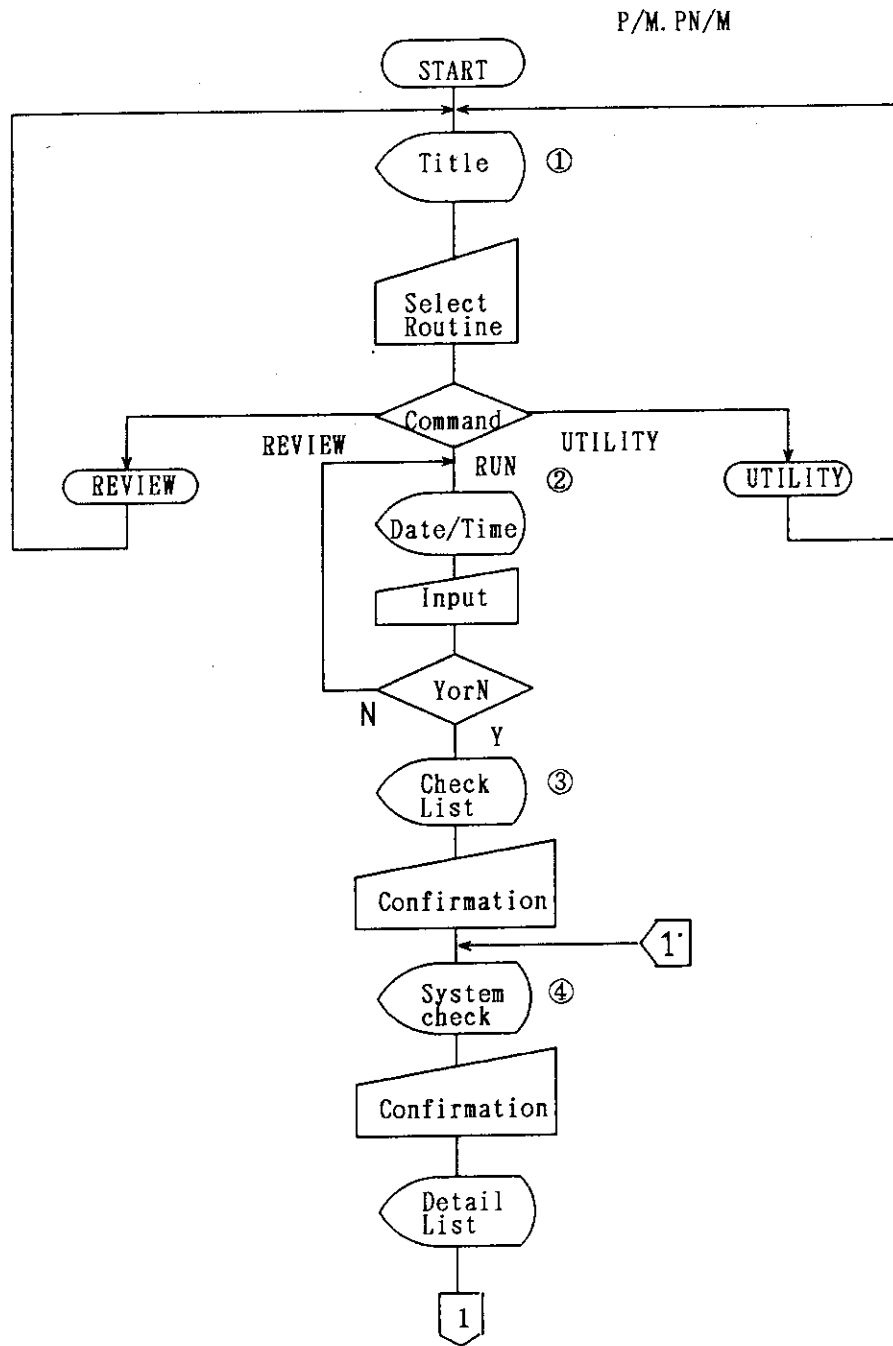 P/M. PN/M
START
Title
①
Select
Routine
Command
REVIEW
UTILITY
RUN
②
REVIEW
UTILITY
Date/Time
Input
YorN
N
Y
Check
List
③
Confirmation
1'
System
check
④
Confirmation
Detail
List
1